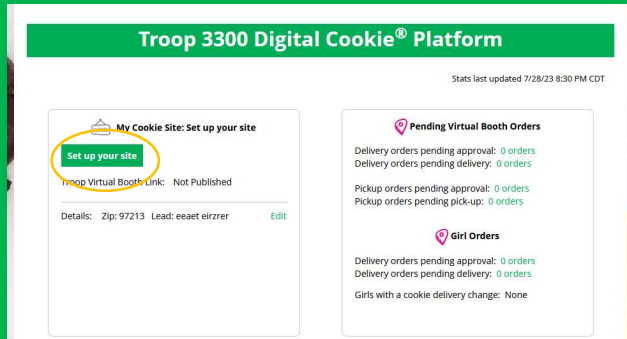 Troop 3300 Digital Cookie® Platform
Stats last updated 7/28/23 8:30 PM CDT
My Cookie Site: Set up your site
Set up your site
Troop Virtual Booth Link: Not Published
Details: Zip: 97213 Lead: eeaet eirzrer Edit
Pending Virtual Booth Orders
Delivery orders pending approval: 0 orders
Delivery orders pending delivery: 0 orders
Pickup orders pending approval: 0 orders
Pickup orders pending pick-up: 0 orders
Girl Orders
Delivery orders pending approval: 0 orders
Delivery orders pending delivery: 0 orders
Girls with a cookie delivery change: None